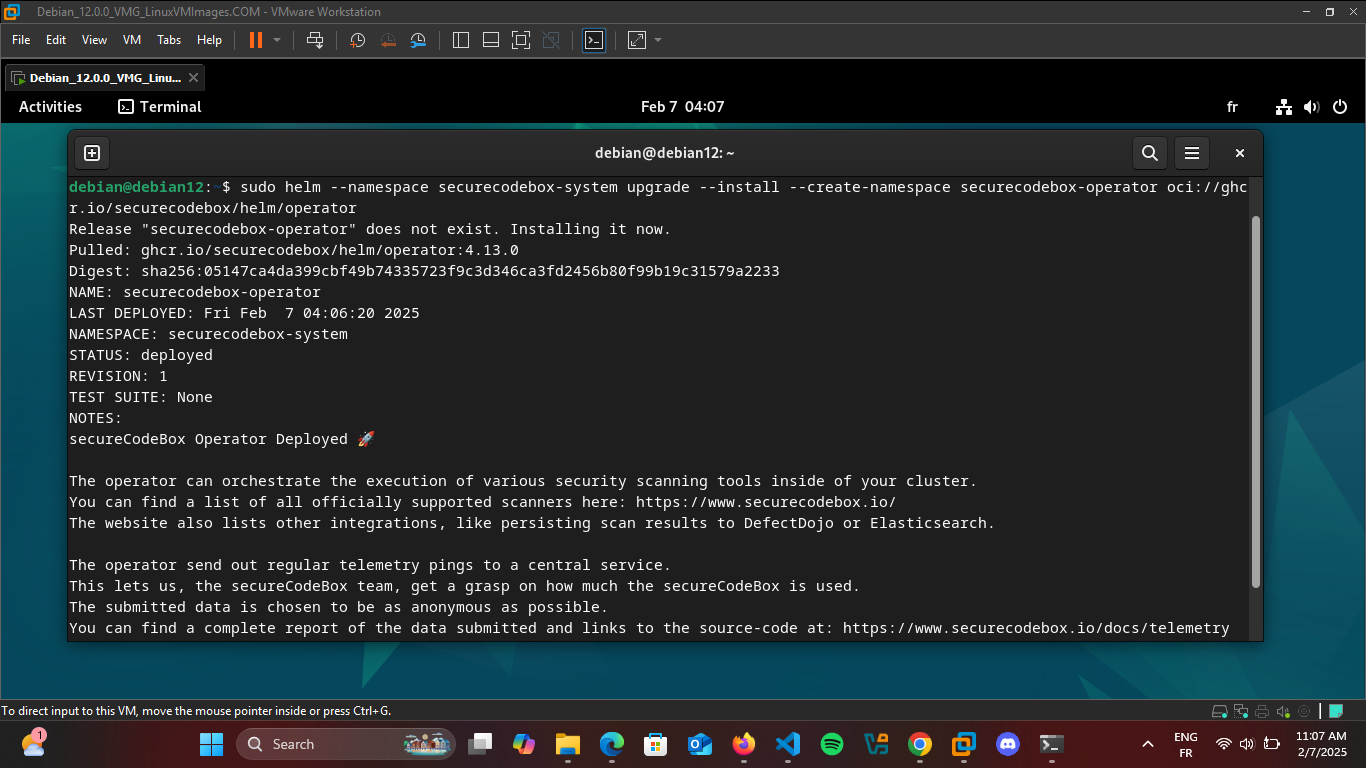 Debian_12.0.0_VMG_LinuxVMImages.COM - VMware Workstation
File Edit View VM Tabs Help
Debian_12.0.0_VMG_Linu...
Activities Terminal Feb 7 04:07 fr
debian@debian12: ~
debian@debian12:~$ sudo helm --namespace securecodebox-system upgrade --install --create-namespace securecodebox-operator oci://ghc
r.io/securecodebox/helm/operator
Release "securecodebox-operator" does not exist. Installing it now.
Pulled: ghcr.io/securecodebox/helm/operator:4.13.0
Digest: sha256:05147ca4da399cbf49b74335723f9c3d346ca3fd2456b80f99b19c31579a2233
NAME: securecodebox-operator
LAST DEPLOYED: Fri Feb  7 04:06:20 2025
NAMESPACE: securecodebox-system
STATUS: deployed
REVISION: 1
TEST SUITE: None
NOTES:
secureCodeBox Operator Deployed 🚀
The operator can orchestrate the execution of various security scanning tools inside of your cluster.
You can find a list of all officially supported scanners here: https://www.securecodebox.io/
The website also lists other integrations, like persisting scan results to DefectDojo or Elasticsearch.
The operator send out regular telemetry pings to a central service.
This lets us, the secureCodeBox team, get a grasp on how much the secureCodeBox is used.
The submitted data is chosen to be as anonymous as possible.
You can find a complete report of the data submitted and links to the source-code at: https://www.securecodebox.io/docs/telemetry
To direct input to this VM, move the mouse pointer inside or press Ctrl+G.
1
Search
ENG
FR
11:07 AM
2/7/2025